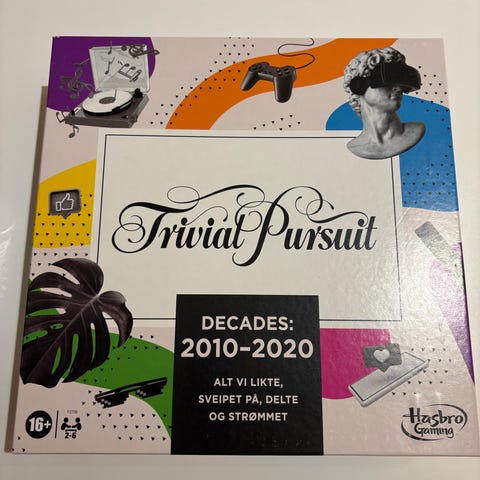 Trivial Pursuit
DECADES:
2010–2020
ALT VI LIKTE,
SVEIPET PÅ, DELTE
OG STRØMMET
16+
2-6
Hasbro
Gaming